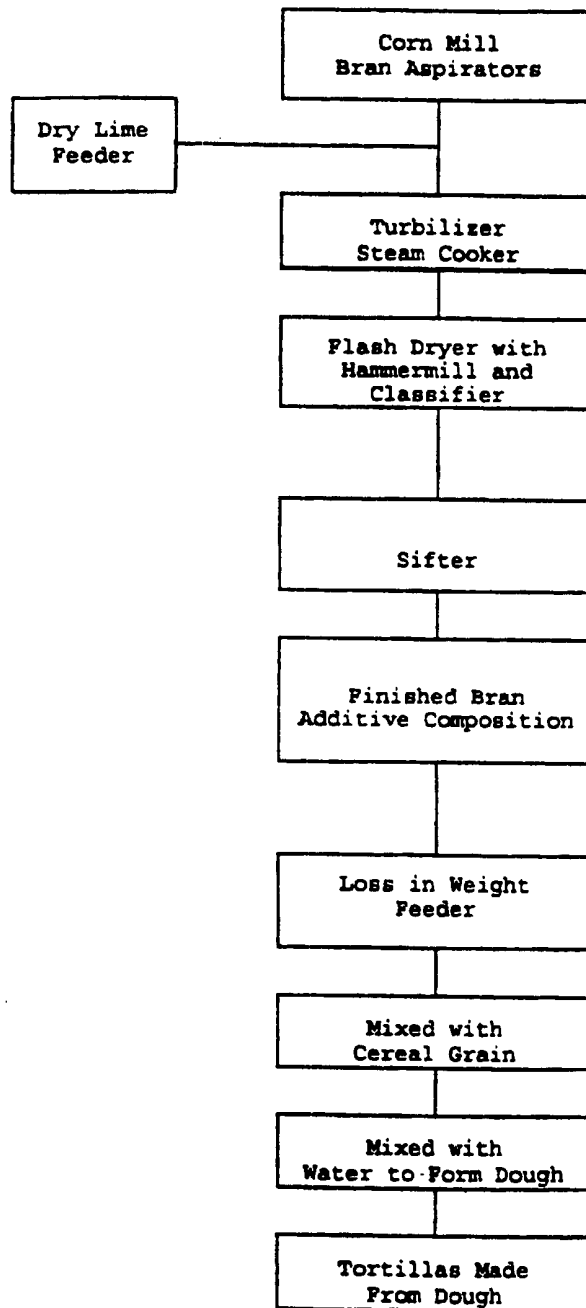 Corn Mill
Bran Aspirators
Dry Lime
Feeder
Turbilizer
Steam Cooker
Flash Dryer with
Hammermill and
Classifier
Sifter
Finished Bran
Additive Composition
Loss in Weight
Feeder
Mixed with
Cereal Grain
Mixed with
Water to Form Dough
Tortillas Made
From Dough